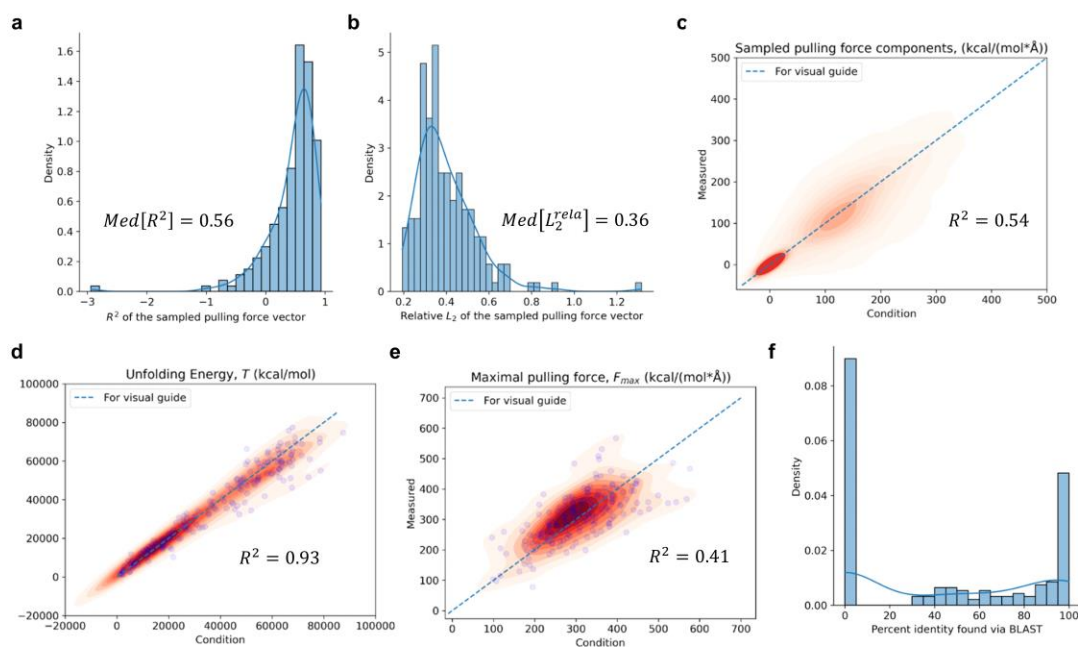 a
1.6
1.4
1.2
1.0
0.8
0.6
0.4
0.2
0.0
Density
Med[R²] = 0.56
−3
−2
−1
0
1
R² of the sampled pulling force vector
b
5
4
3
2
1
0
Density
Med[L₂ʳᵉˡᵃ] = 0.36
0.2
0.4
0.6
0.8
1.0
1.2
Relative L₂ of the sampled pulling force vector
c
Sampled pulling force components, (kcal/(mol*Å))
500
400
300
200
100
0
Measured
For visual guide
R² = 0.54
0
100
200
300
400
500
Condition
d
Unfolding Energy, T (kcal/mol)
100000
80000
60000
40000
20000
0
−20000
Measured
For visual guide
R² = 0.93
−20000
0
20000
40000
60000
80000
100000
Condition
e
Maximal pulling force, Fmax (kcal/(mol*Å))
700
600
500
400
300
200
100
0
Measured
For visual guide
R² = 0.41
0
100
200
300
400
500
600
700
Condition
f
0.08
0.06
0.04
0.02
0.00
Density
0
20
40
60
80
100
Percent identity found via BLAST